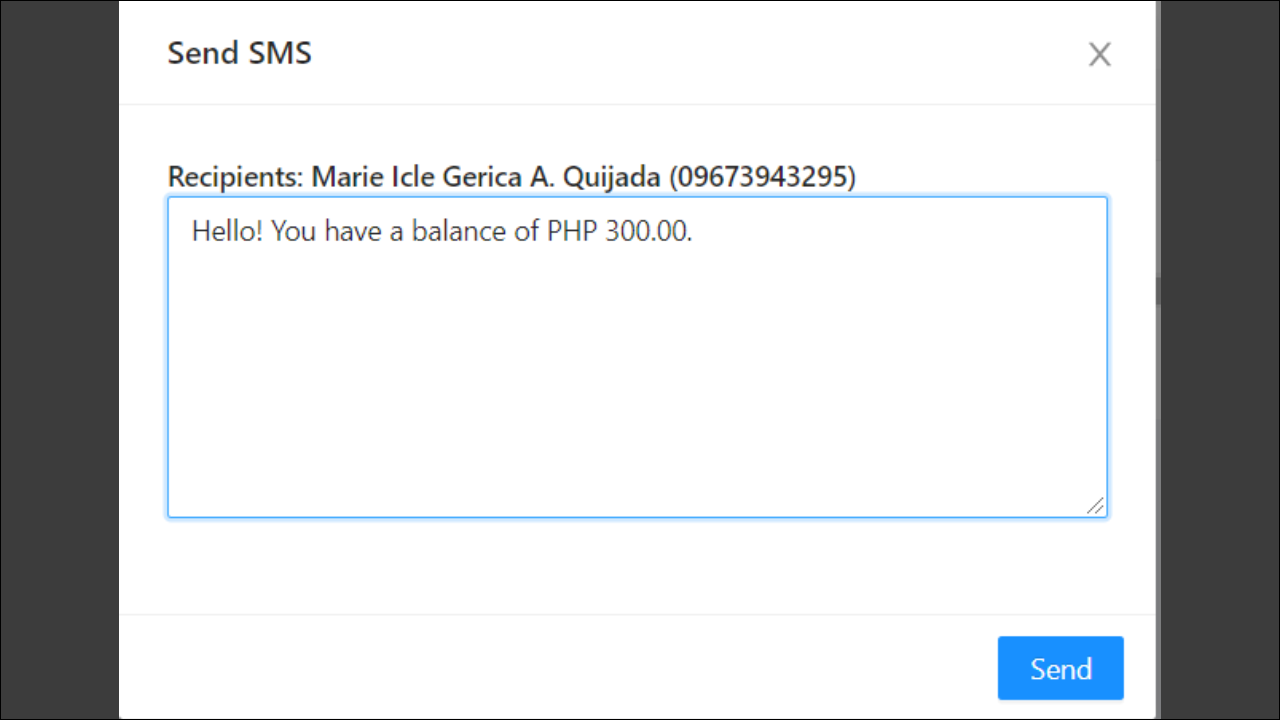 Send SMS
Recipients: Marie Icle Gerica A. Quijada (09673943295)
Hello! You have a balance of PHP 300.00.
Send